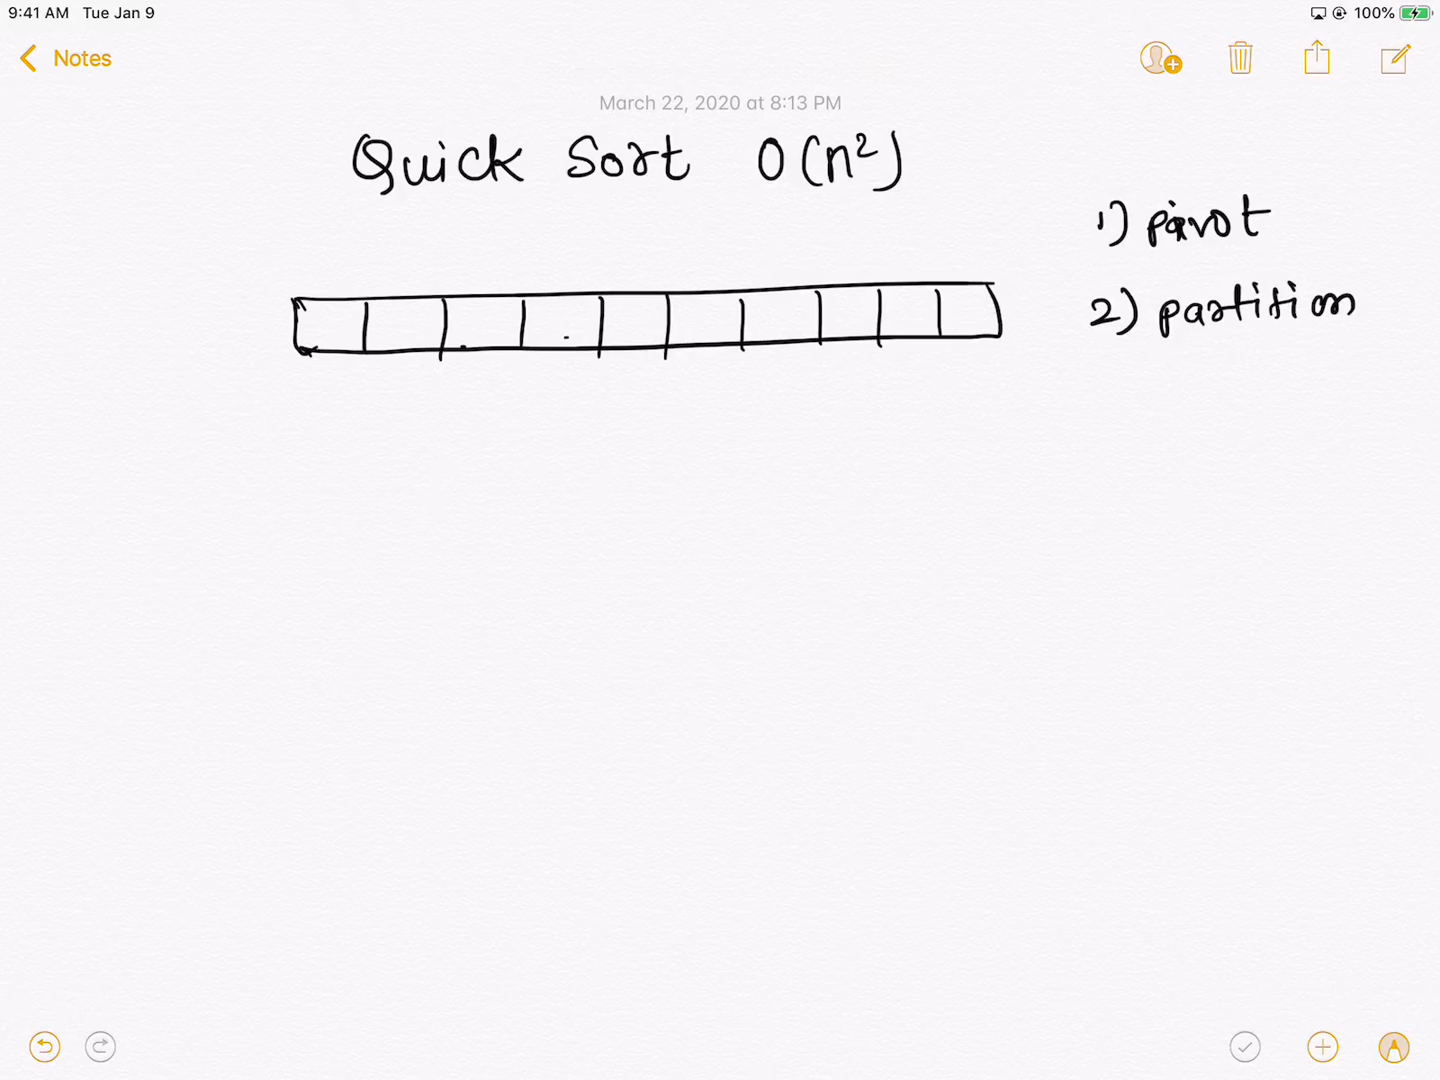 9:41 AM Tue Jan 9 100%
Notes
March 22, 2020 at 8:13 PM
Quick Sort O(n²)
1) pivot
2) partition